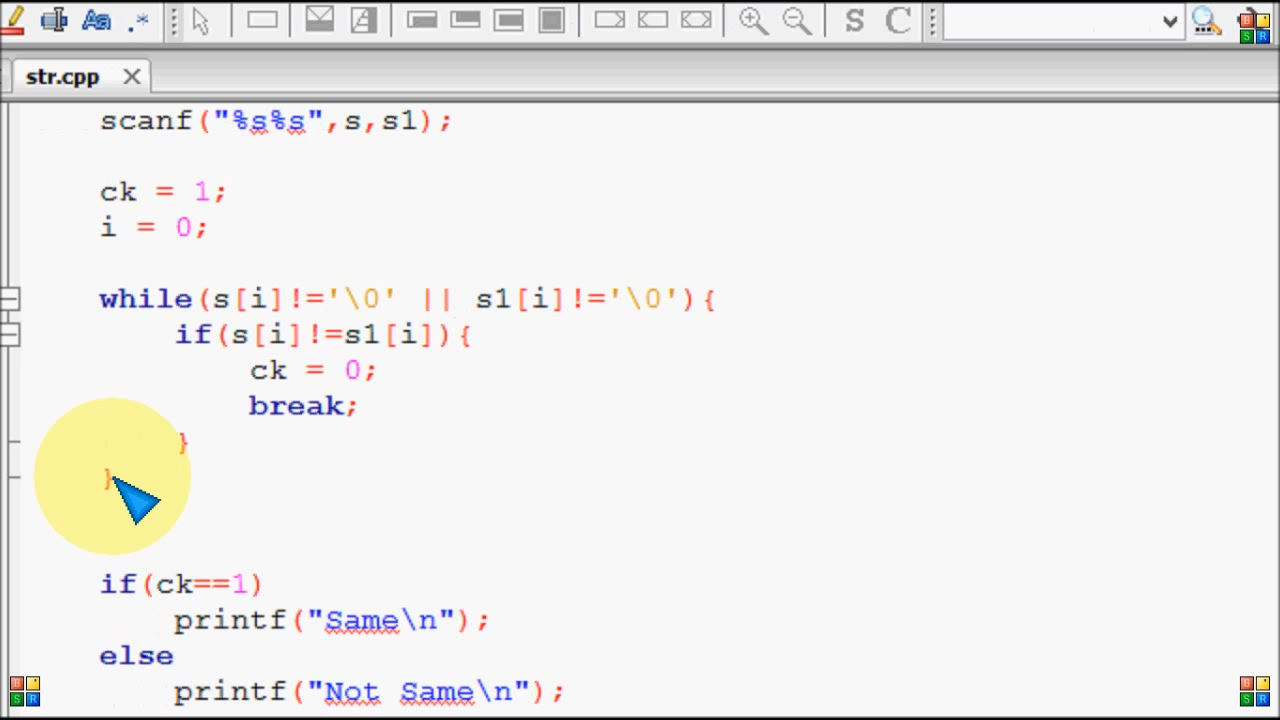 S C
str.cpp
scanf("%s%s",s,s1);
ck = 1;
i = 0;
while(s[i]!='\0' || s1[i]!='\0'){
if(s[i]!=s1[i]){
ck = 0;
break;
}
}
if(ck==1)
printf("Same\n");
else
printf("Not Same\n");